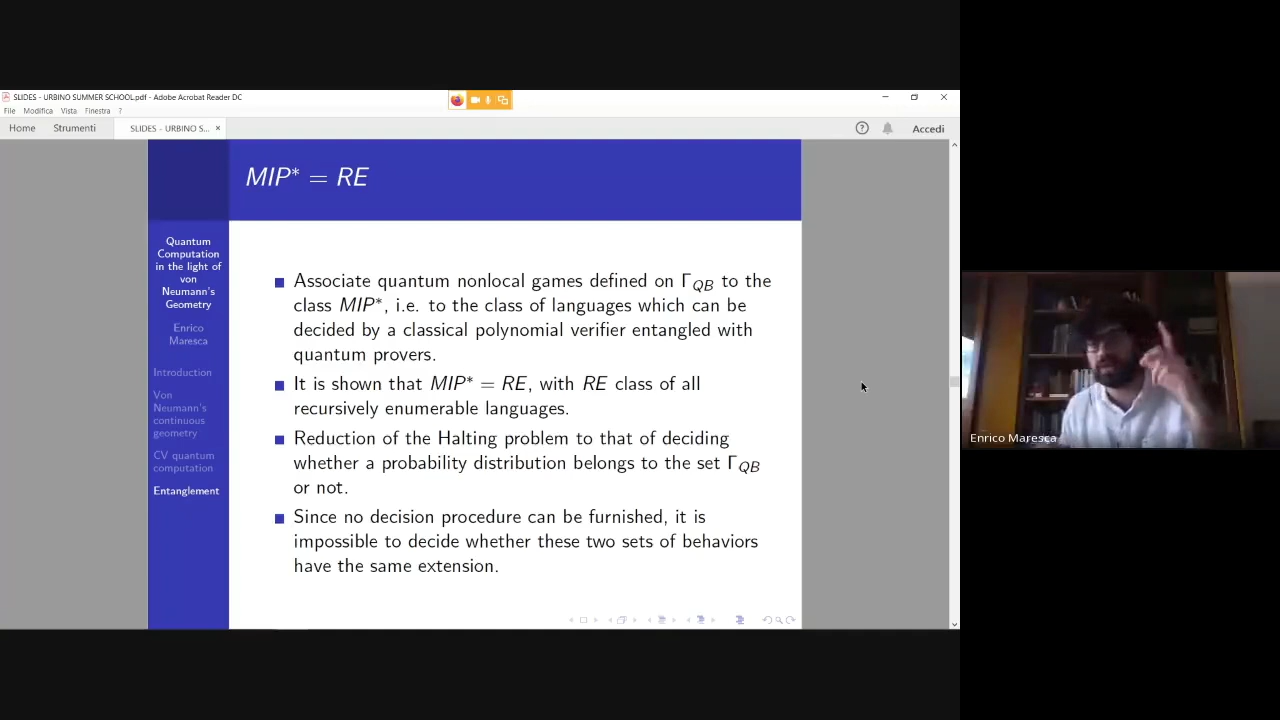 SLIDES - URBINO SUMMER SCHOOL.pdf - Adobe Acrobat Reader DC
File Modifica Vista Finestra ?
Home Strumenti SLIDES - URBINO S... × Accedi
MIP* = RE
Quantum
Computation
in the light of
von
Neumann's
Geometry
Enrico
Maresca
Introduction
Von
Neumann's
continuous
geometry
CV quantum
computation
Entanglement
Associate quantum nonlocal games defined on Γ_QB to the
class MIP*, i.e. to the class of languages which can be
decided by a classical polynomial verifier entangled with
quantum provers.
It is shown that MIP* = RE, with RE class of all
recursively enumerable languages.
Reduction of the Halting problem to that of deciding
whether a probability distribution belongs to the set Γ_QB
or not.
Since no decision procedure can be furnished, it is
impossible to decide whether these two sets of behaviors
have the same extension.
Enrico Maresca